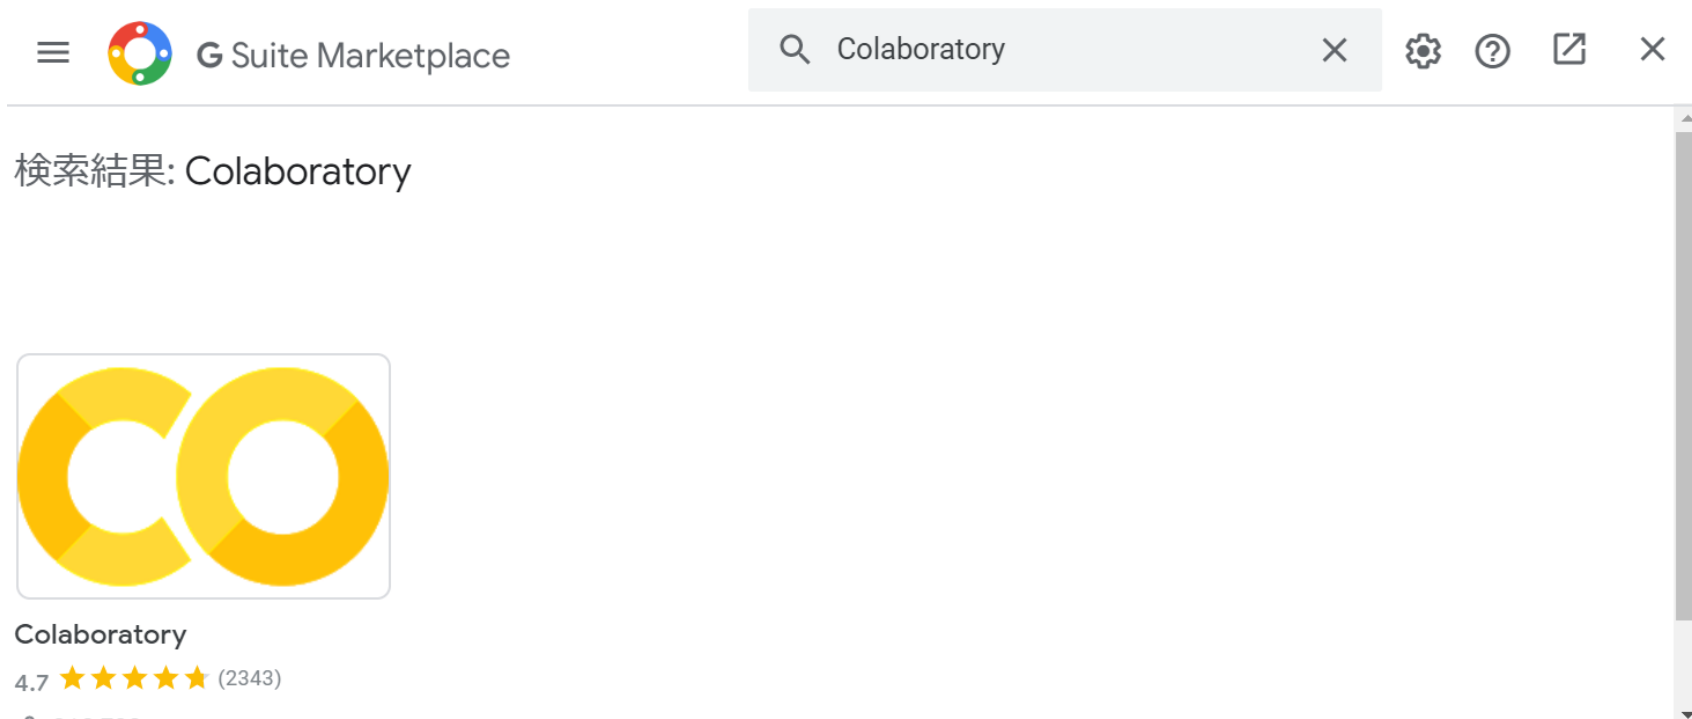 G Suite Marketplace
Colaboratory
検索結果: Colaboratory
Colaboratory
4.7 (2343)